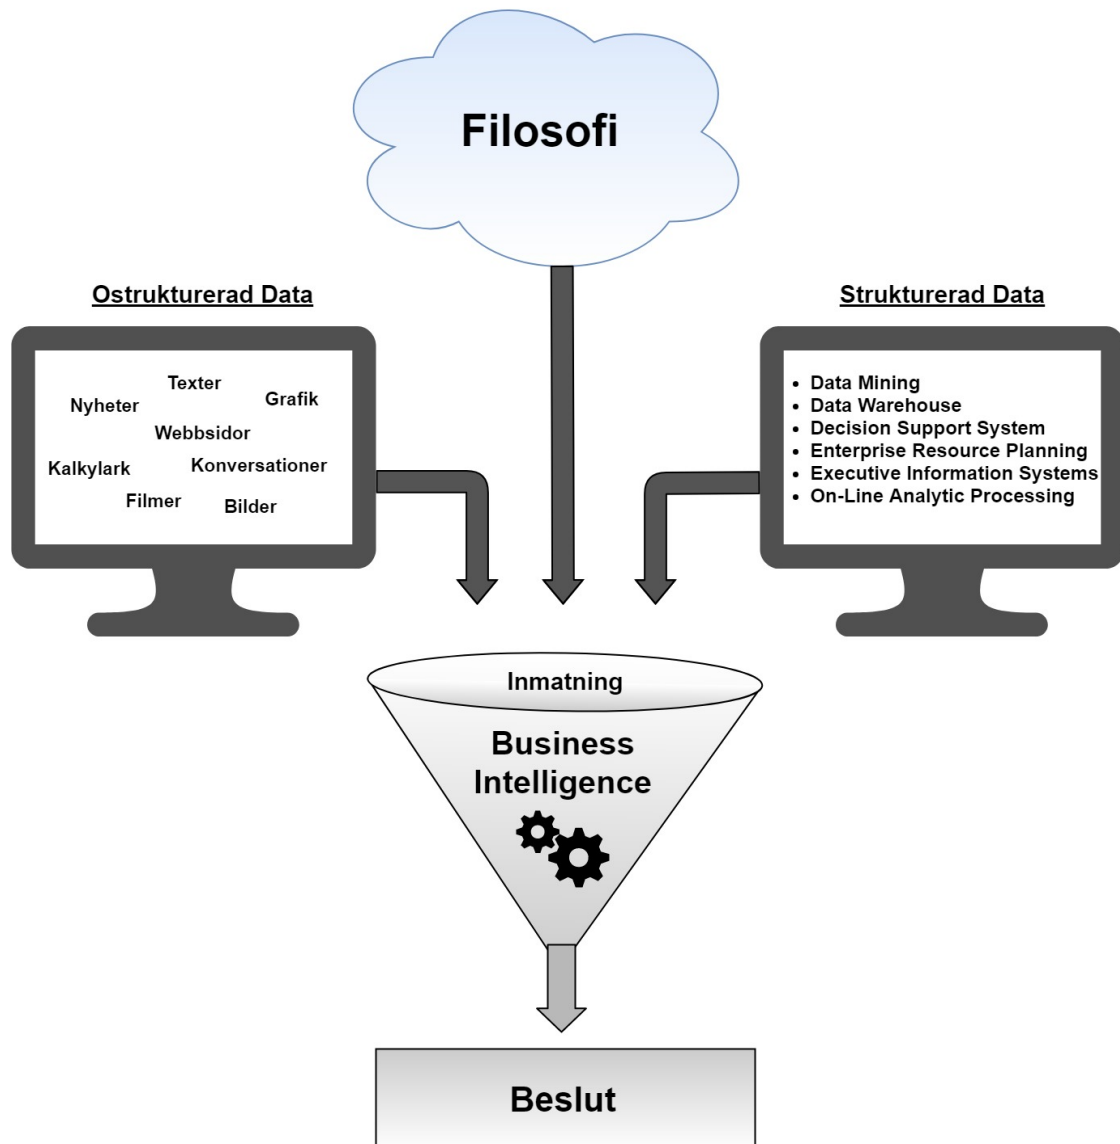 Filosofi
Ostrukturerad Data
Texter
Nyheter
Grafik
Webbsidor
Kalkylark
Konversationer
Filmer
Bilder
Strukturerad Data
• Data Mining
• Data Warehouse
• Decision Support System
• Enterprise Resource Planning
• Executive Information Systems
• On-Line Analytic Processing
Inmatning
Business
Intelligence
Beslut